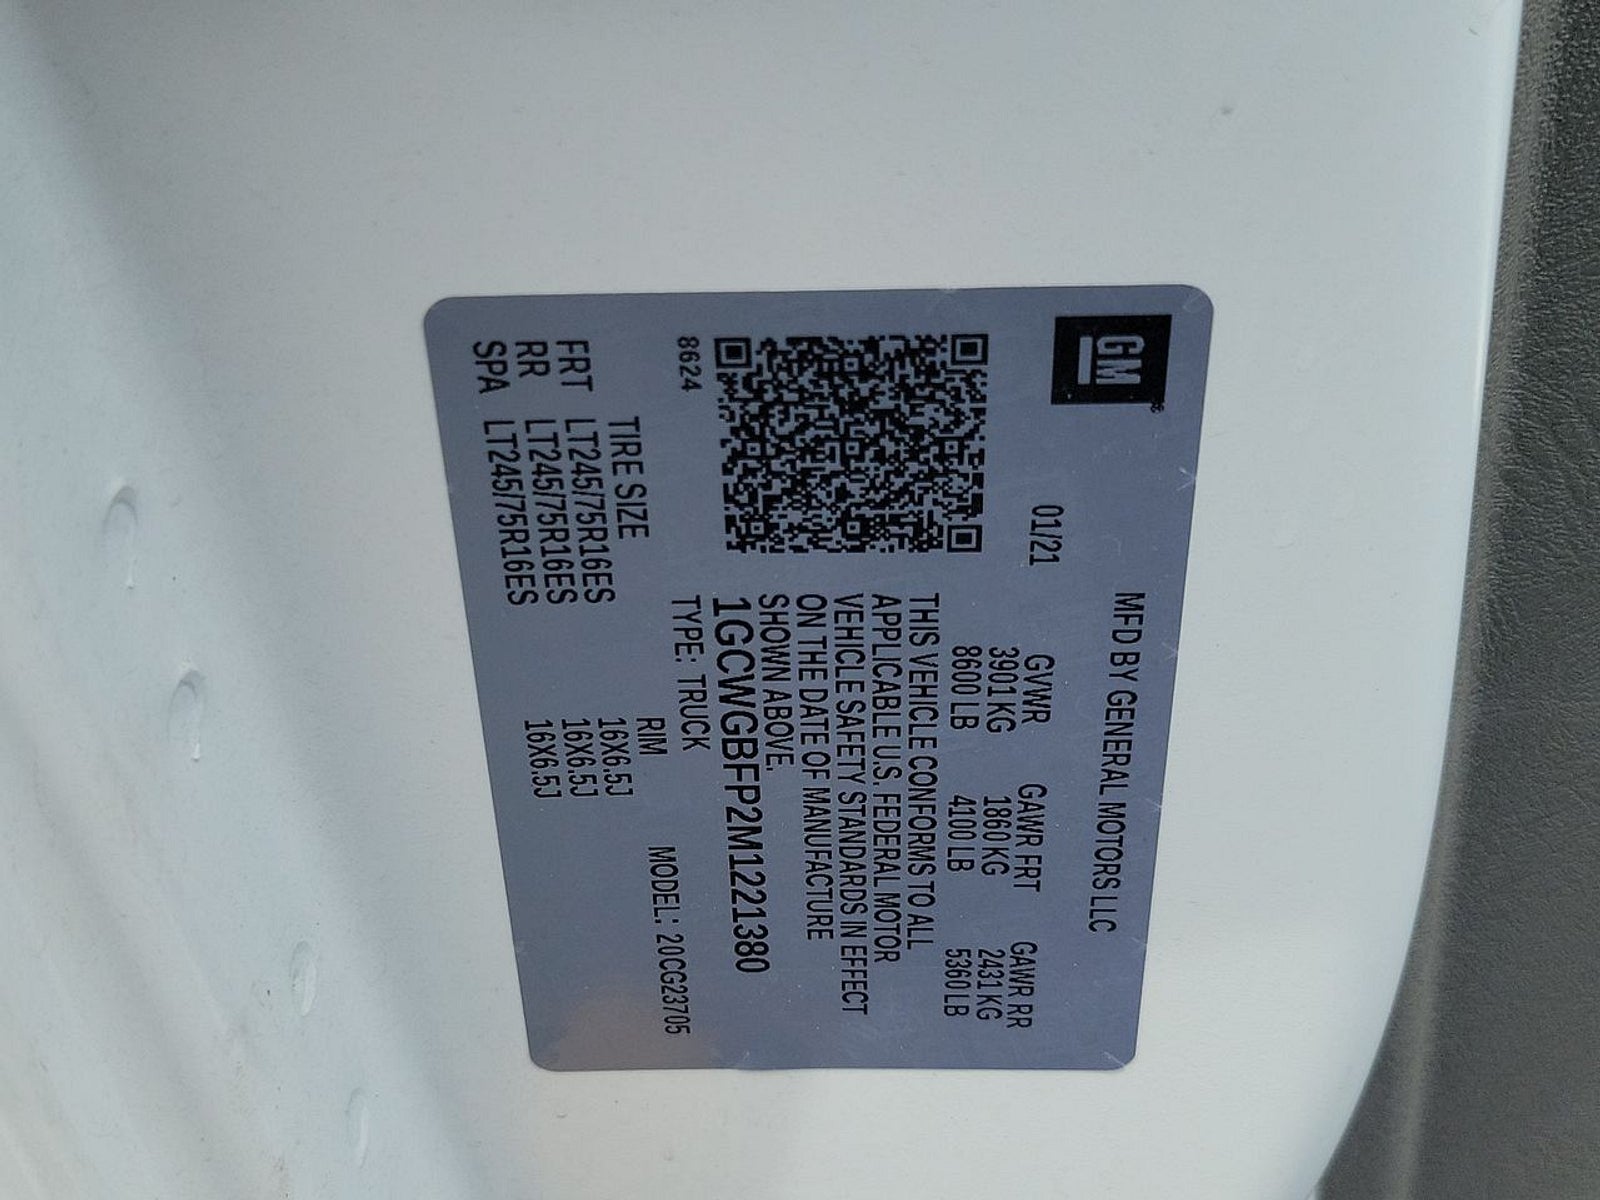 GM
MFD BY GENERAL MOTORS LLC
01/21
GVWR GAWR FRT GAWR RR
3901 KG 1860 KG 2431 KG
8600 LB 4100 LB 5360 LB
THIS VEHICLE CONFORMS TO ALL
APPLICABLE U.S. FEDERAL MOTOR
VEHICLE SAFETY STANDARDS IN EFFECT
ON THE DATE OF MANUFACTURE
SHOWN ABOVE.
1GCWGBFP2M1221380
8624 TYPE: TRUCK MODEL: 20CG23705
TIRE SIZE RIM
FRT LT245/75R16ES 16X6.5J
RR LT245/75R16ES 16X6.5J
SPA LT245/75R16ES 16X6.5J